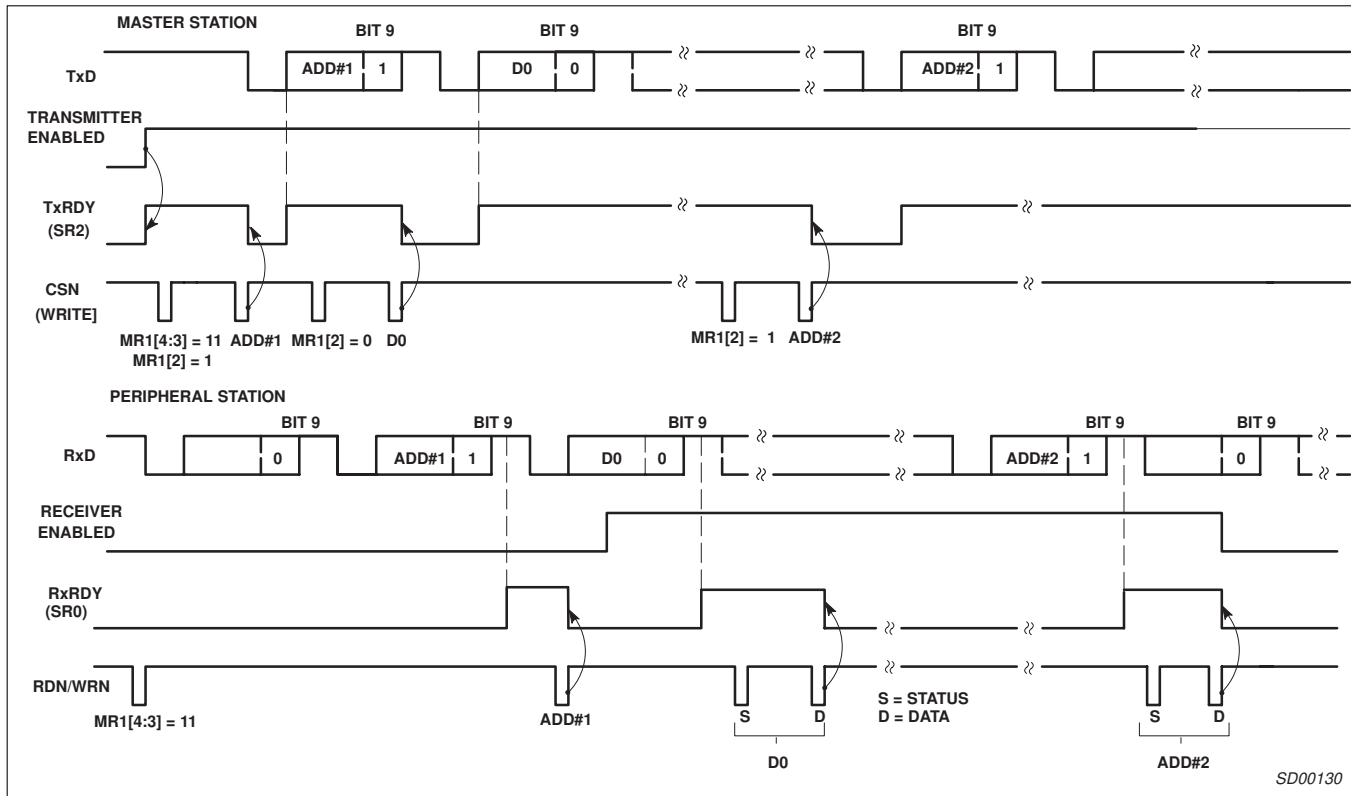 MASTER STATION
BIT 9 BIT 9 BIT 9
TxD ADD#1 1 D0 0 ADD#2 1
TRANSMITTER
ENABLED
TxRDY
(SR2)
CSN
(WRITE]
MR1[4:3] = 11 ADD#1 MR1[2] = 0 D0 MR1[2] = 1 ADD#2
MR1[2] = 1
PERIPHERAL STATION
BIT 9 BIT 9 BIT 9 BIT 9 BIT 9
RxD 0 ADD#1 1 D0 0 ADD#2 1 0
RECEIVER
ENABLED
RxRDY
(SR0)
RDN/WRN
MR1[4:3] = 11 ADD#1 S D S = STATUS S D
D = DATA
D0 ADD#2
SD00130